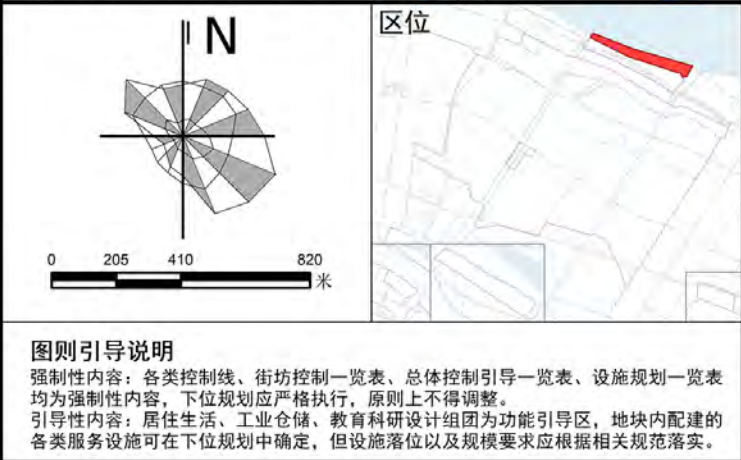 N
0 205 410 820
米
区位
图则引导说明
强制性内容：各类控制线、街坊控制一览表、总体控制引导一览表、设施规划一览表
均为强制性内容，下位规划应严格执行，原则上不得调整。
引导性内容：居住生活、工业仓储、教育科研设计组团为功能引导区，地块内配建的
各类服务设施可在下位规划中确定，但设施落位以及规模要求应根据相关规范落实。